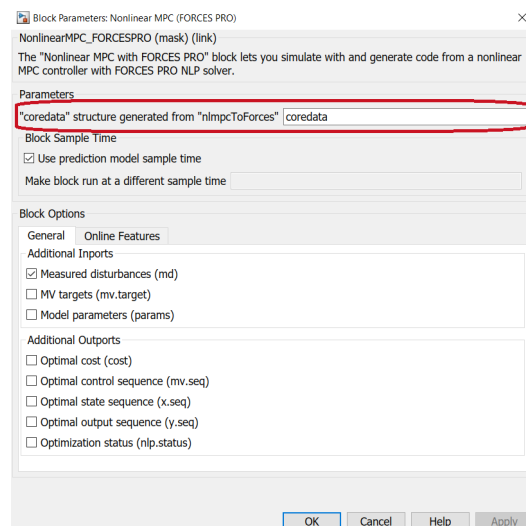 Block Parameters: Nonlinear MPC (FORCES PRO)
NonlinearMPC_FORCESPRO (mask) (link)
The "Nonlinear MPC with FORCES PRO" block lets you simulate with and generate code from a nonlinear
MPC controller with FORCES PRO NLP solver.
Parameters
"coredata" structure generated from "nlmpcToForces" coredata
Block Sample Time
Use prediction model sample time
Make block run at a different sample time
Block Options
General Online Features
Additional Inports
Measured disturbances (md)
MV targets (mv.target)
Model parameters (params)
Additional Outports
Optimal cost (cost)
Optimal control sequence (mv.seq)
Optimal state sequence (x.seq)
Optimal output sequence (y.seq)
Optimization status (nlp.status)
OK Cancel Help Apply